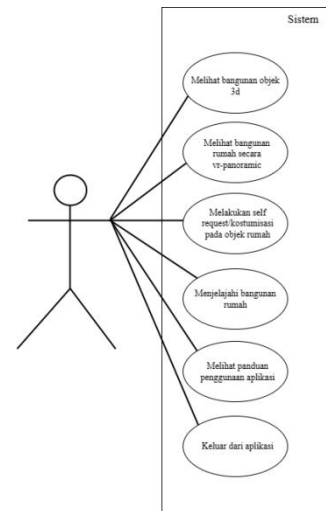 Sistem
Melihat bangunan objek
3d
Melihat bangunan
rumah secara
vr-panoramic
Melakukan self
request/kostumisasi
pada objek rumah
Menjelajahi bangunan
rumah
Melihat panduan
penggunaan aplikasi
Keluar dari aplikasi